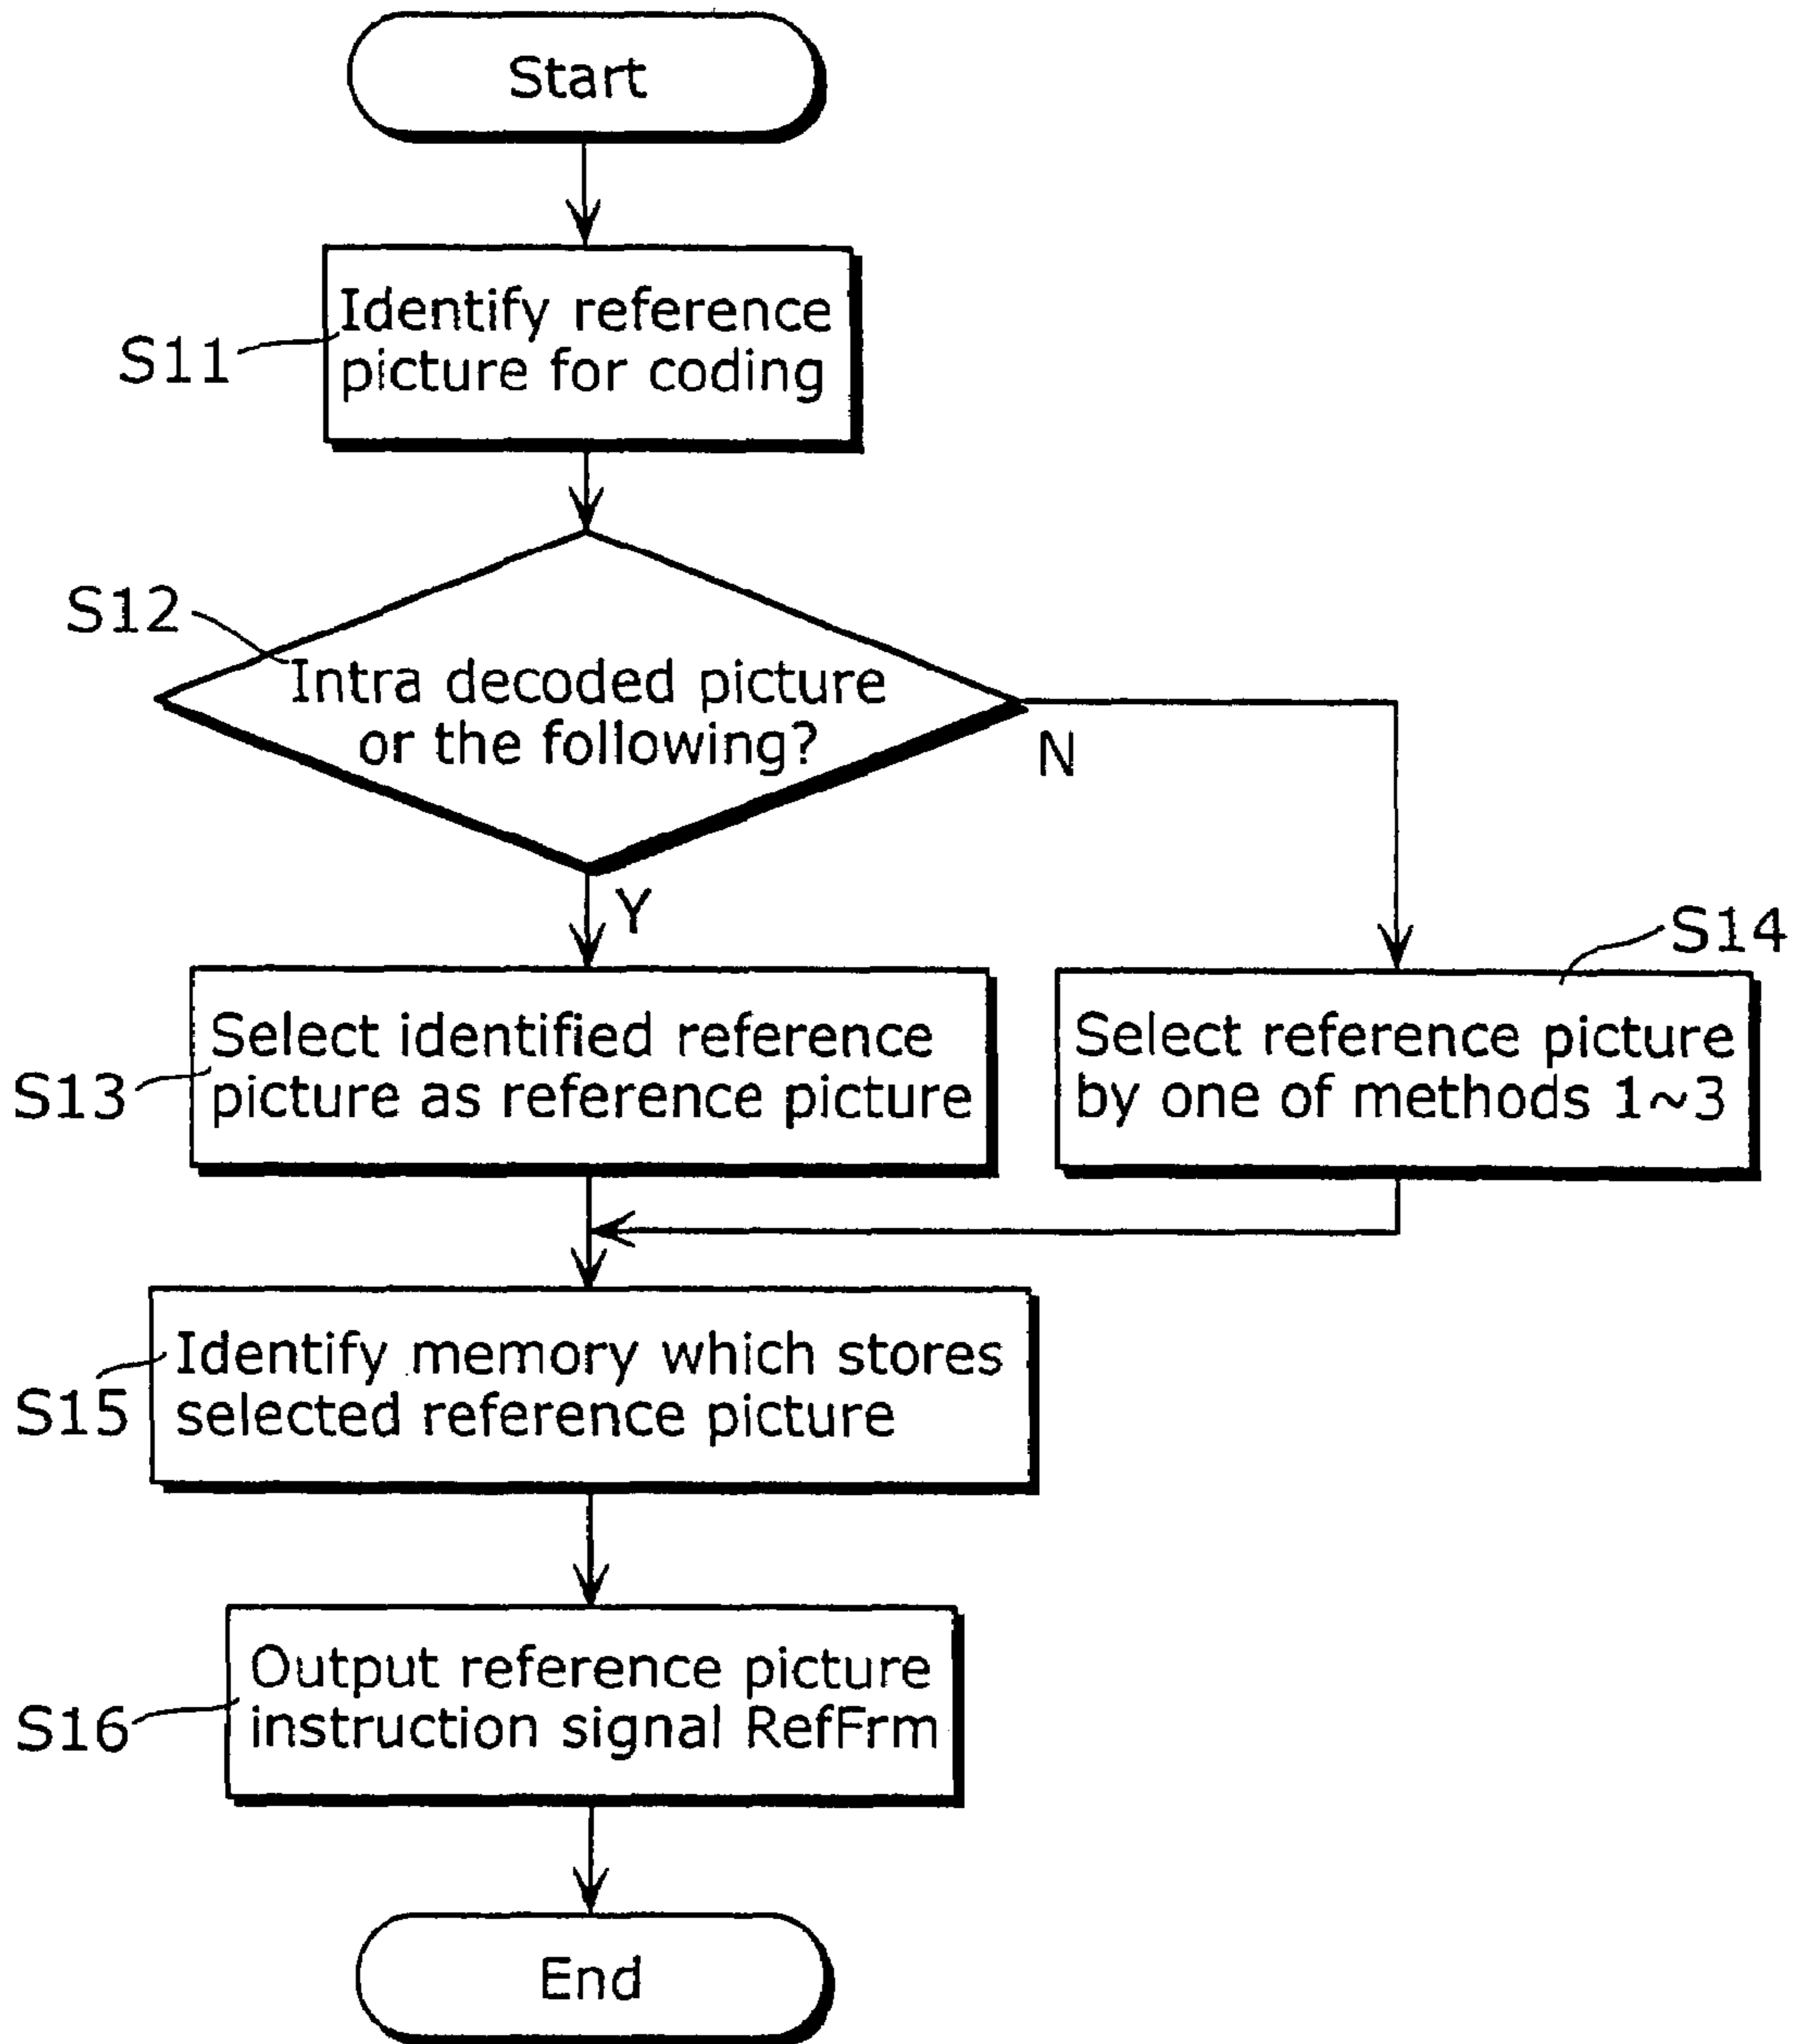 Start
S11
Identify reference
picture for coding
S12
Intra decoded picture
or the following?
N
Y
S13
Select identified reference
picture as reference picture
S14
Select reference picture
by one of methods 1~3
S15
Identify memory which stores
selected reference picture
S16
Output reference picture
instruction signal RefFrm
End